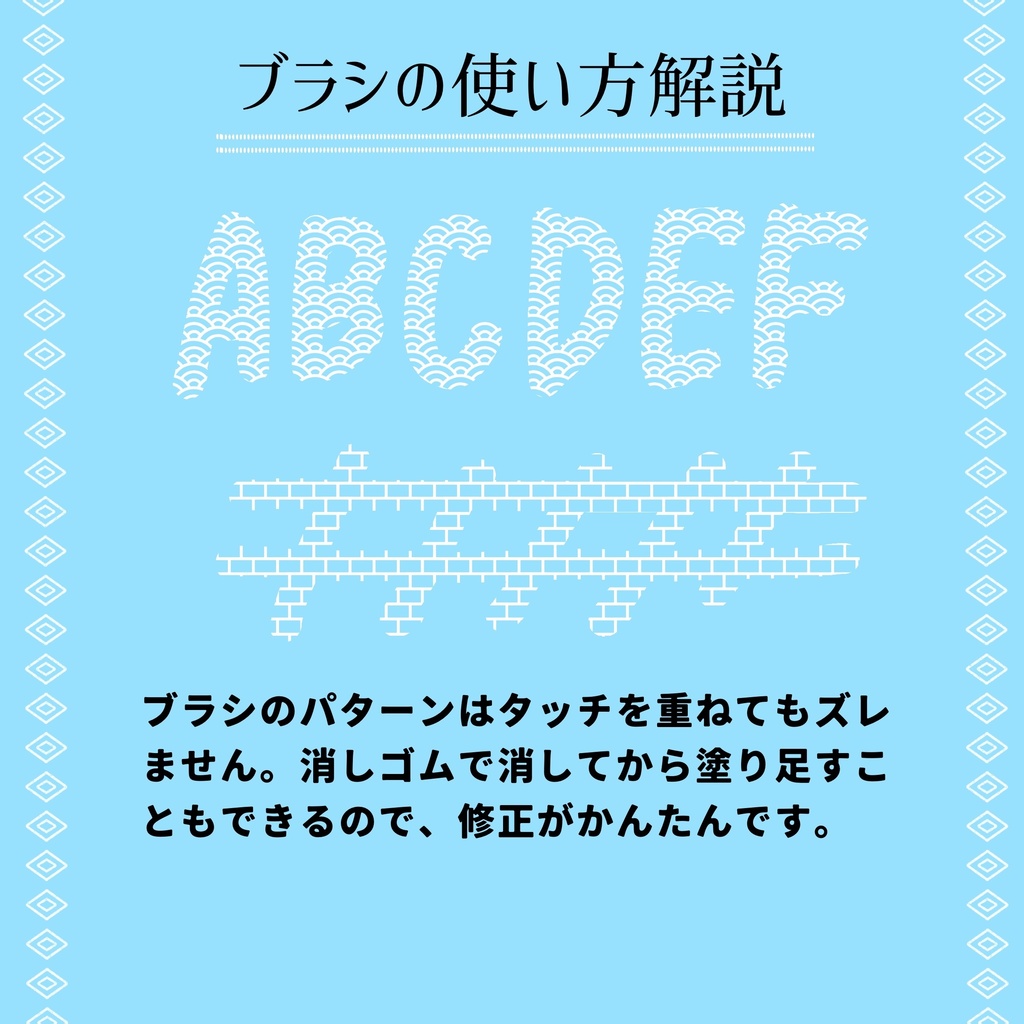 ブラシの使い方解説
ABCDEF
ブラシのパターンはタッチを重ねてもズレ
ません。消しゴムで消してから塗り足すこ
ともできるので、修正がかんたんです。